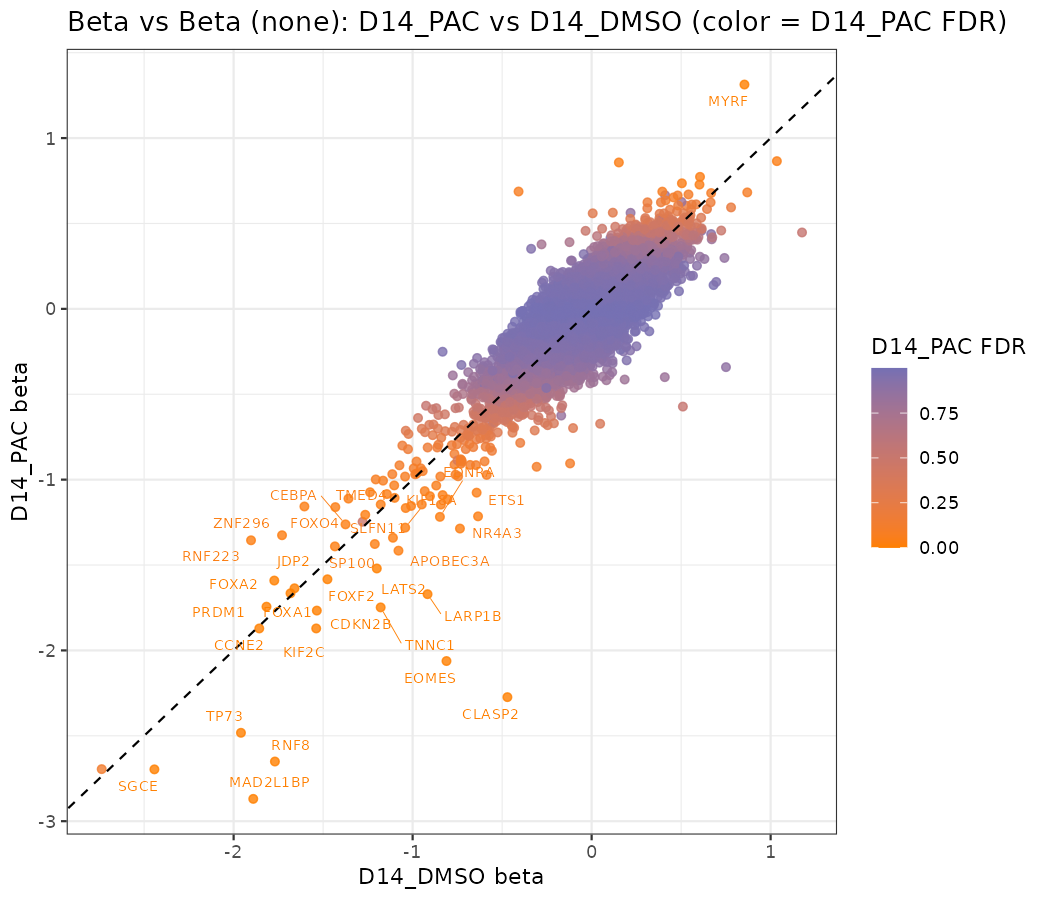 Beta vs Beta (none): D14_PAC vs D14_DMSO (color = D14_PAC FDR)
MYRF
CEBPA
TMED4
ETS1
ZNF296
FOXO4
SLFN11
NR4A3
RNF223
JDP2
SP100
APOBEC3A
FOXA2
FOXF2
LATS2
PRDM1
FOXA1
CDKN2B
LARP1B
CCNE2
KIF2C
TNNC1
EOMES
TP73
CLASP2
RNF8
SGCE
MAD2L1BP
1
0
-1
-2
-3
-2
-1
0
1
D14_DMSO beta
D14_PAC beta
D14_PAC FDR
0.75
0.50
0.25
0.00